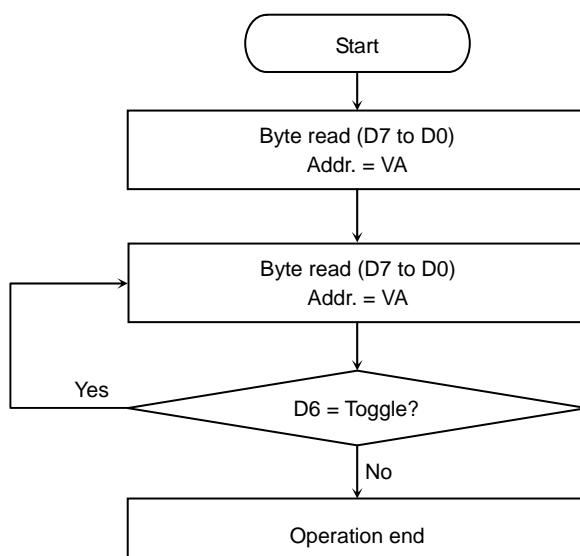 Start
Byte read (D7 to D0)
Addr. = VA
Byte read (D7 to D0)
Addr. = VA
Yes
D6 = Toggle?
No
Operation end